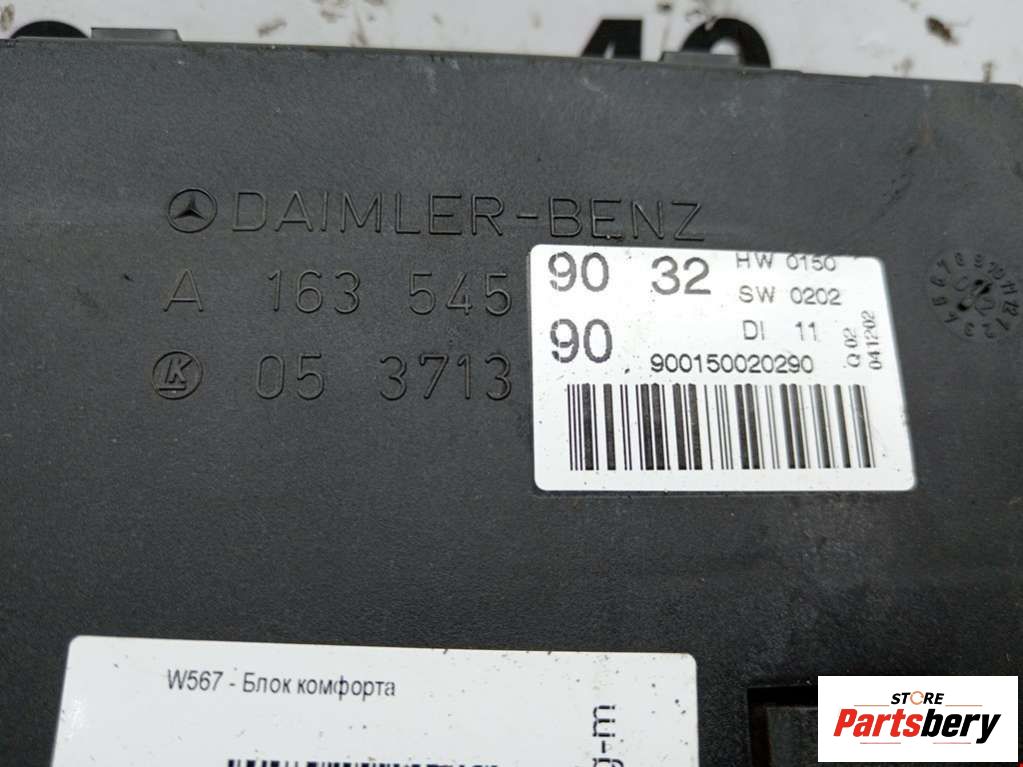 DAIMLER-BENZ
A 163 545 90 32
HW 0150
SW 0202
LK 05 3713 90
DI 11
900150020290
Q 02
041202
W567 - Блок комфорта
g-m
STORE
Partsbery